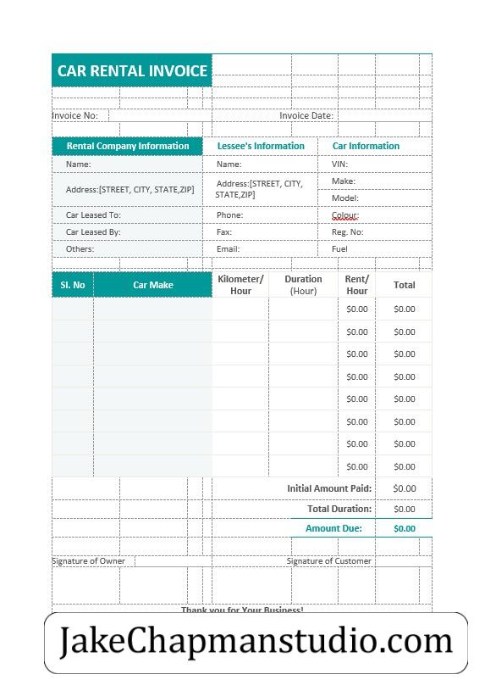 CAR RENTAL INVOICE
Invoice No: Invoice Date:
Rental Company Information Lessee's Information Car Information
Name: Name: VIN:
Address:[STREET, CITY, STATE,ZIP] Address:[STREET, CITY, STATE,ZIP] Make:
Model:
Car Leased To: Phone: Colour:
Car Leased By: Fax: Reg. No:
Others: Email: Fuel
Sl. No Car Make Kilometer/ Hour Duration (Hour) Rent/ Hour Total
$0.00 $0.00
$0.00 $0.00
$0.00 $0.00
$0.00 $0.00
$0.00 $0.00
$0.00 $0.00
$0.00 $0.00
$0.00 $0.00
Initial Amount Paid: $0.00
Total Duration: $0.00
Amount Due: $0.00
Signature of Owner Signature of Customer
Thank you for Your Business!
JakeChapmanstudio.com